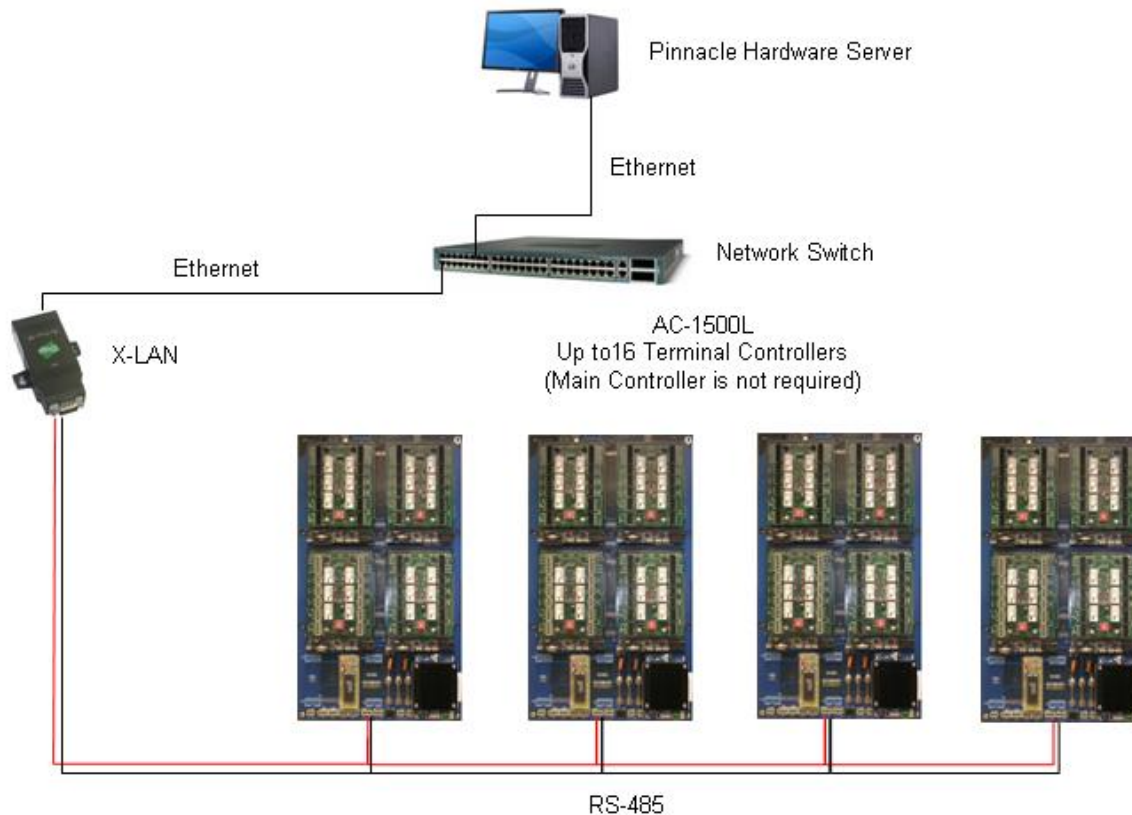 Pinnacle Hardware Server
Ethernet
Network Switch
Ethernet
X-LAN
AC-1500L
Up to16 Terminal Controllers
(Main Controller is not required)
RS-485